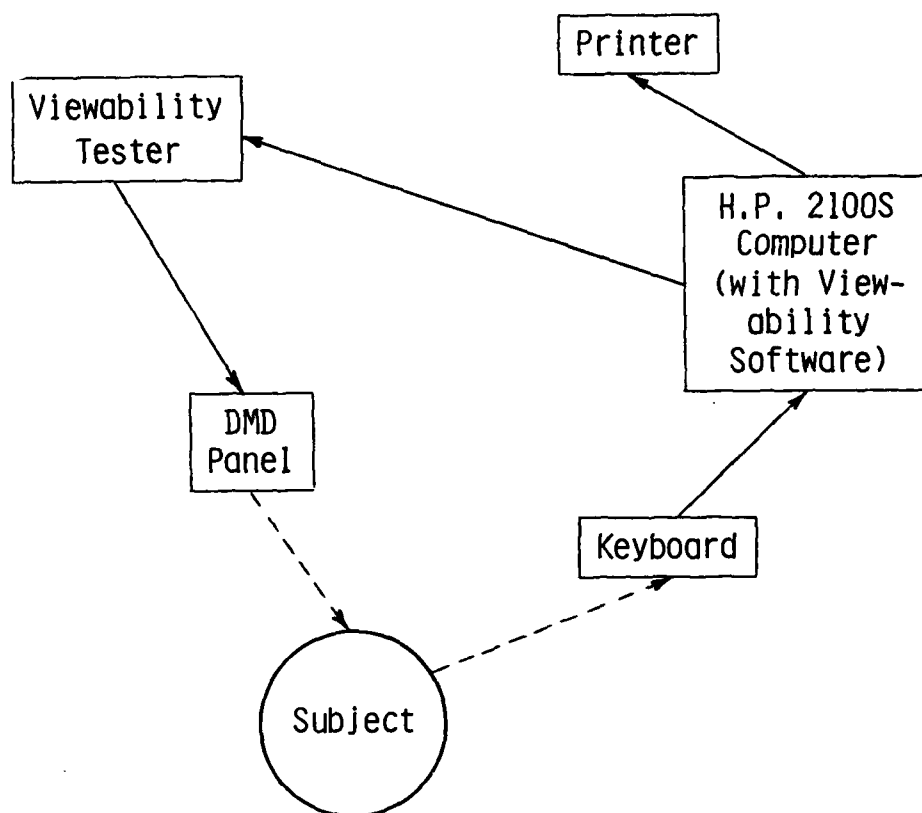 Printer
Viewability
Tester
H.P. 2100S
Computer
(with View-
ability
Software)
DMD
Panel
Keyboard
Subject